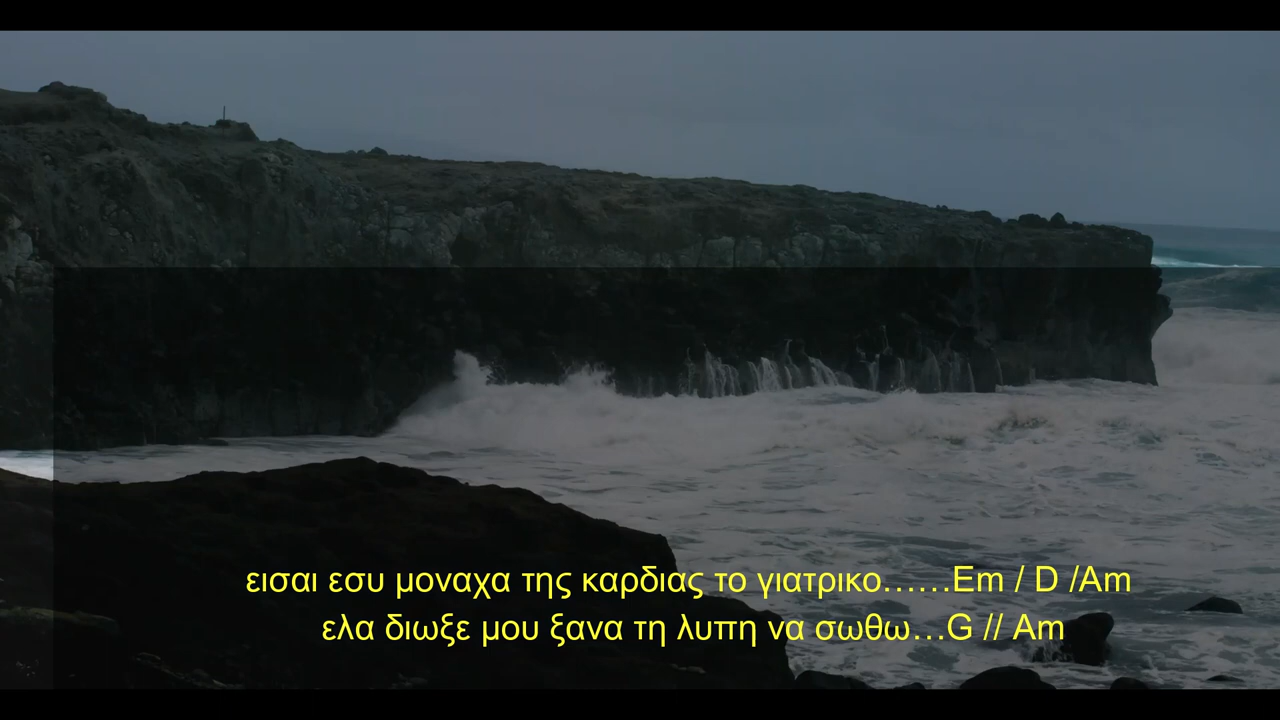 εισαι εσυ μοναχα της καρδιας το γιατρικο……Em / D /Am
ελα διωξε μου ξανα τη λυπη να σωθω…G // Am